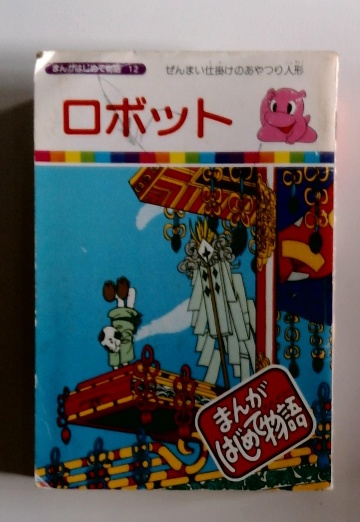 まんがはじめて物語 12
ぜんまい仕掛けのあやつり人形
ロボット
まんが
はじめて物語